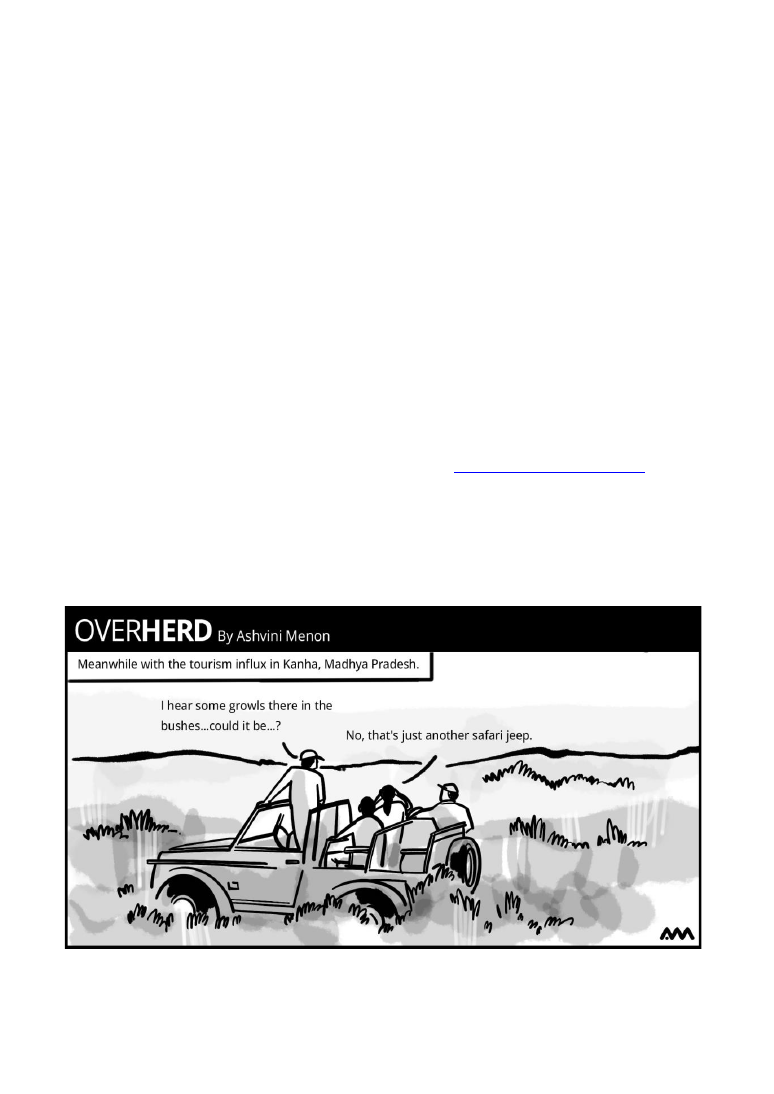 OVERHERD By Ashvini Menon
Meanwhile with the tourism influx in Kanha, Madhya Pradesh.
I hear some growls there in the
bushes...could it be...?
No, that's just another safari jeep.
AM